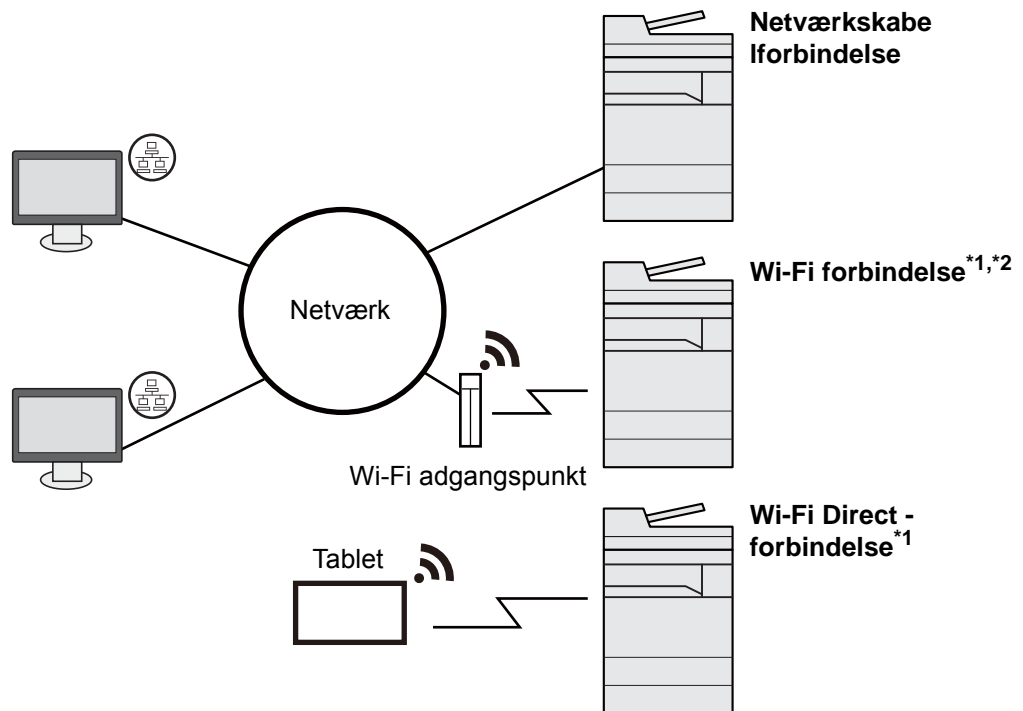 Netværkskabe
lforbindelse
Netværk
Wi-Fi forbindelse*1,*2
Wi-Fi adgangspunkt
Wi-Fi Direct -
forbindelse*1
Tablet